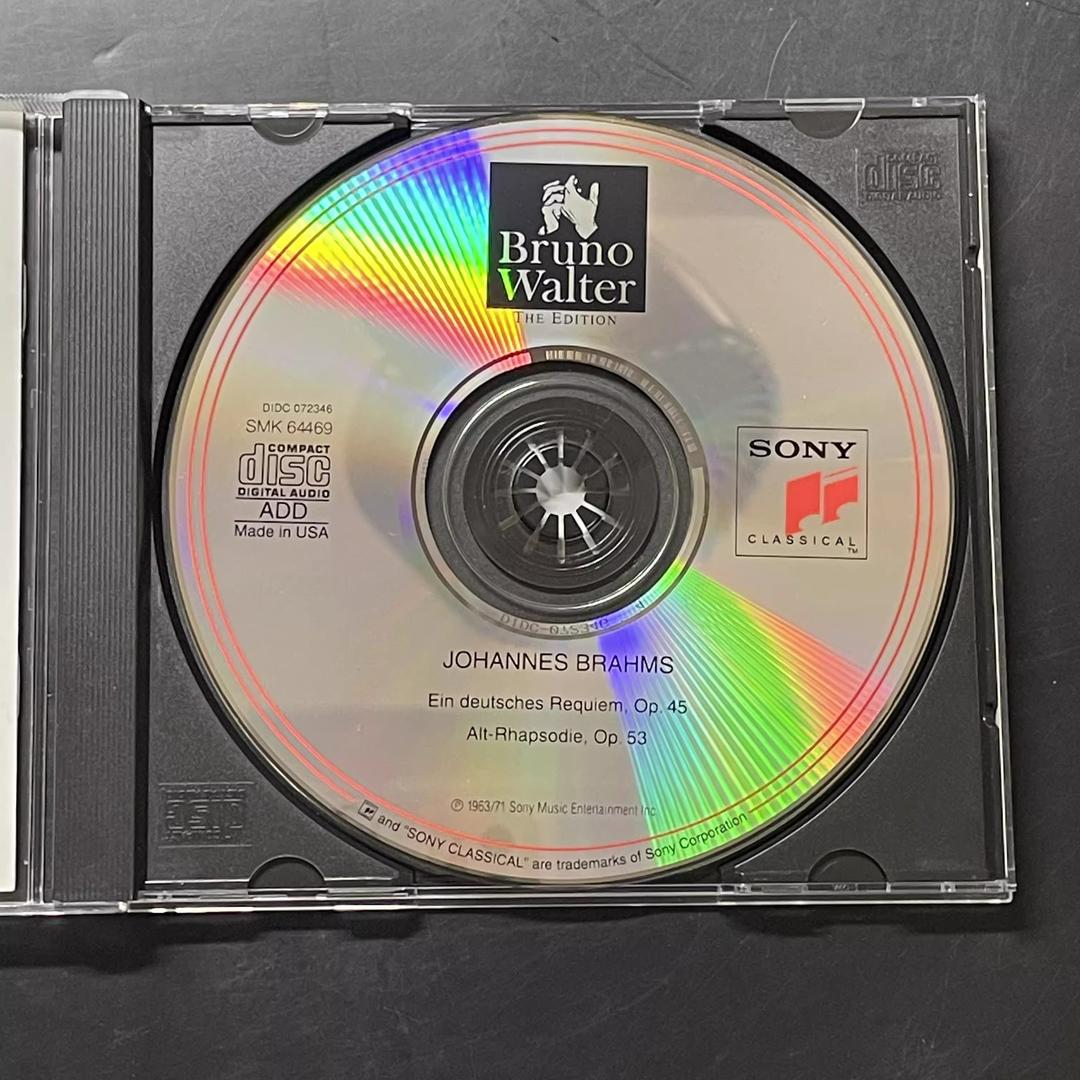 Bruno
Walter
THE EDITION
DIDC 072346
SMK 64469
COMPACT
disc
DIGITAL AUDIO
ADD
Made in USA
SONY
CLASSICAL
TM
JOHANNES BRAHMS
Ein deutsches Requiem, Op. 45
Alt-Rhapsodie, Op. 53
℗ 1963/71 Sony Music Entertainment Inc.
and "SONY CLASSICAL" are trademarks of Sony Corporation
disc